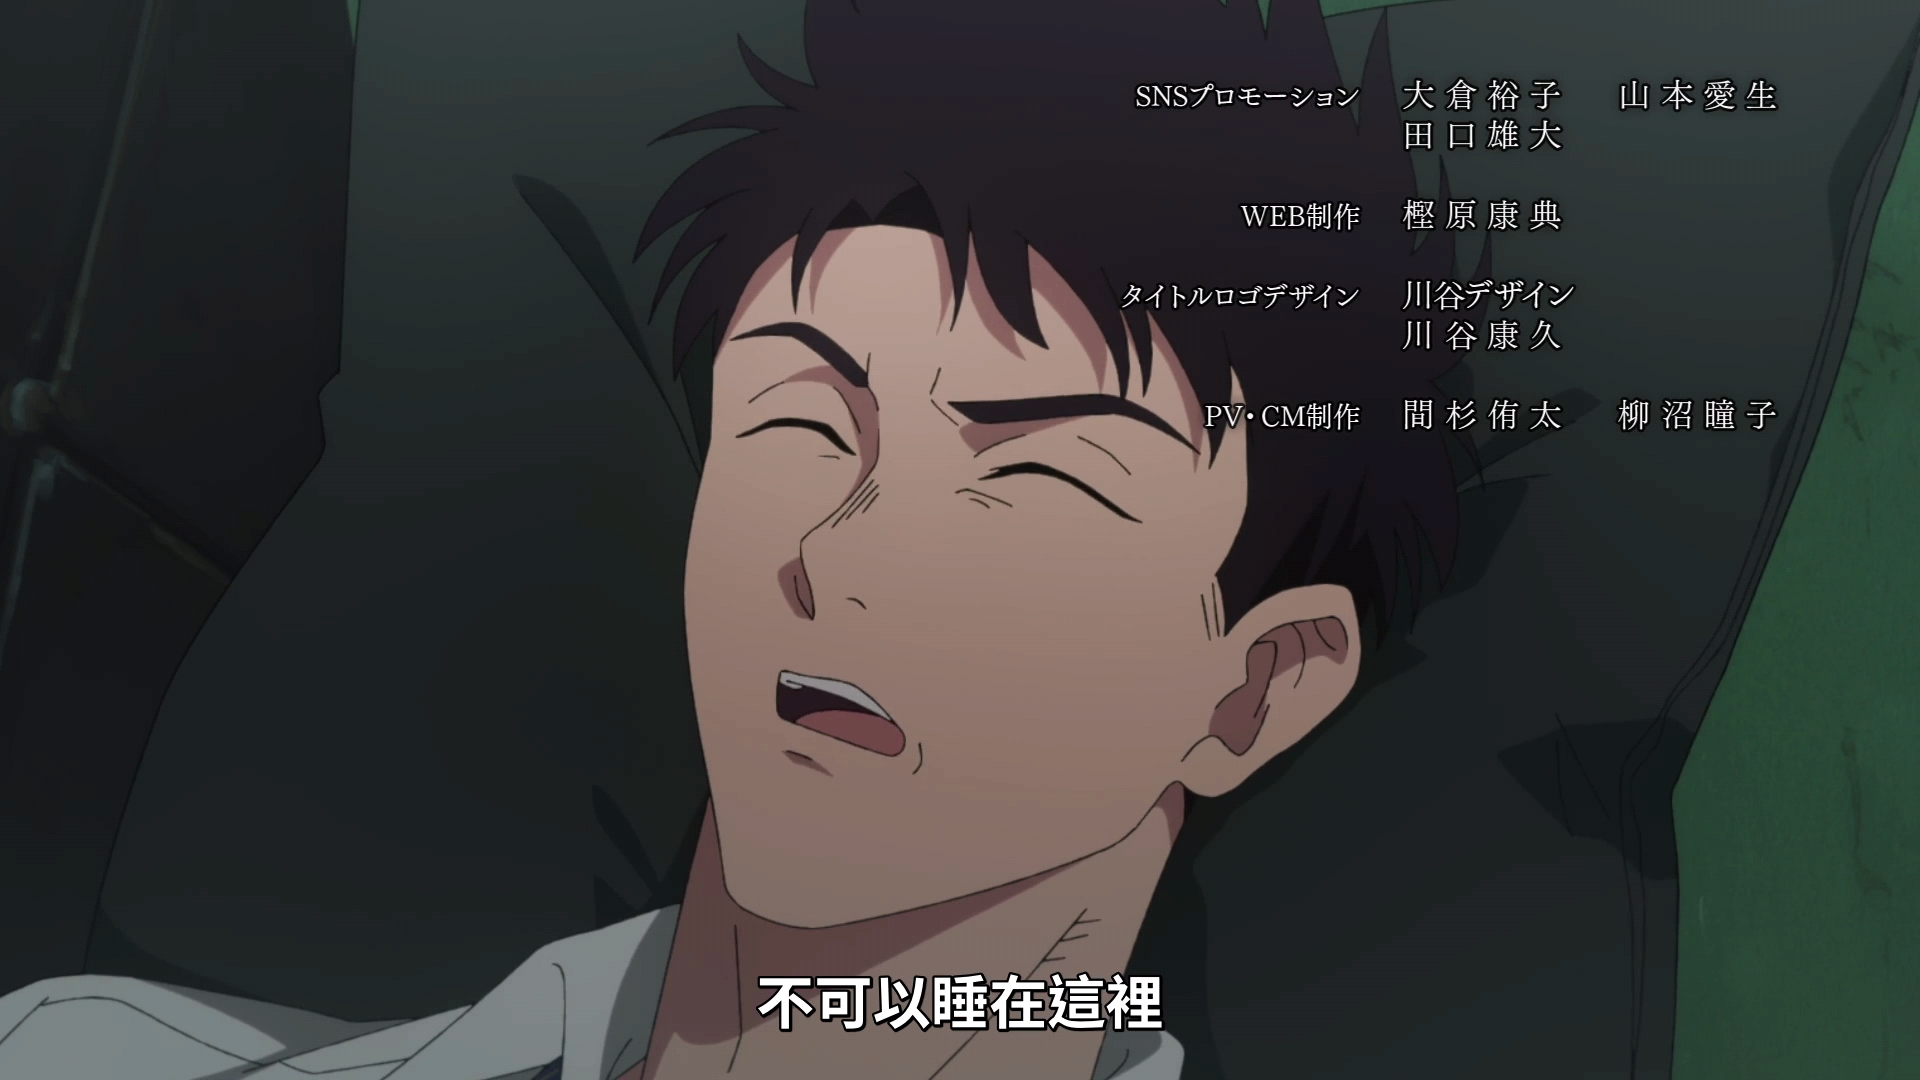 SNSプロモーション 大倉裕子 山本愛生
田口雄大
WEB制作 樫原康典
タイトルロゴデザイン 川谷デザイン
川谷康久
PV・CM制作 間杉侑太 柳沼瞳子
不可以睡在這裡